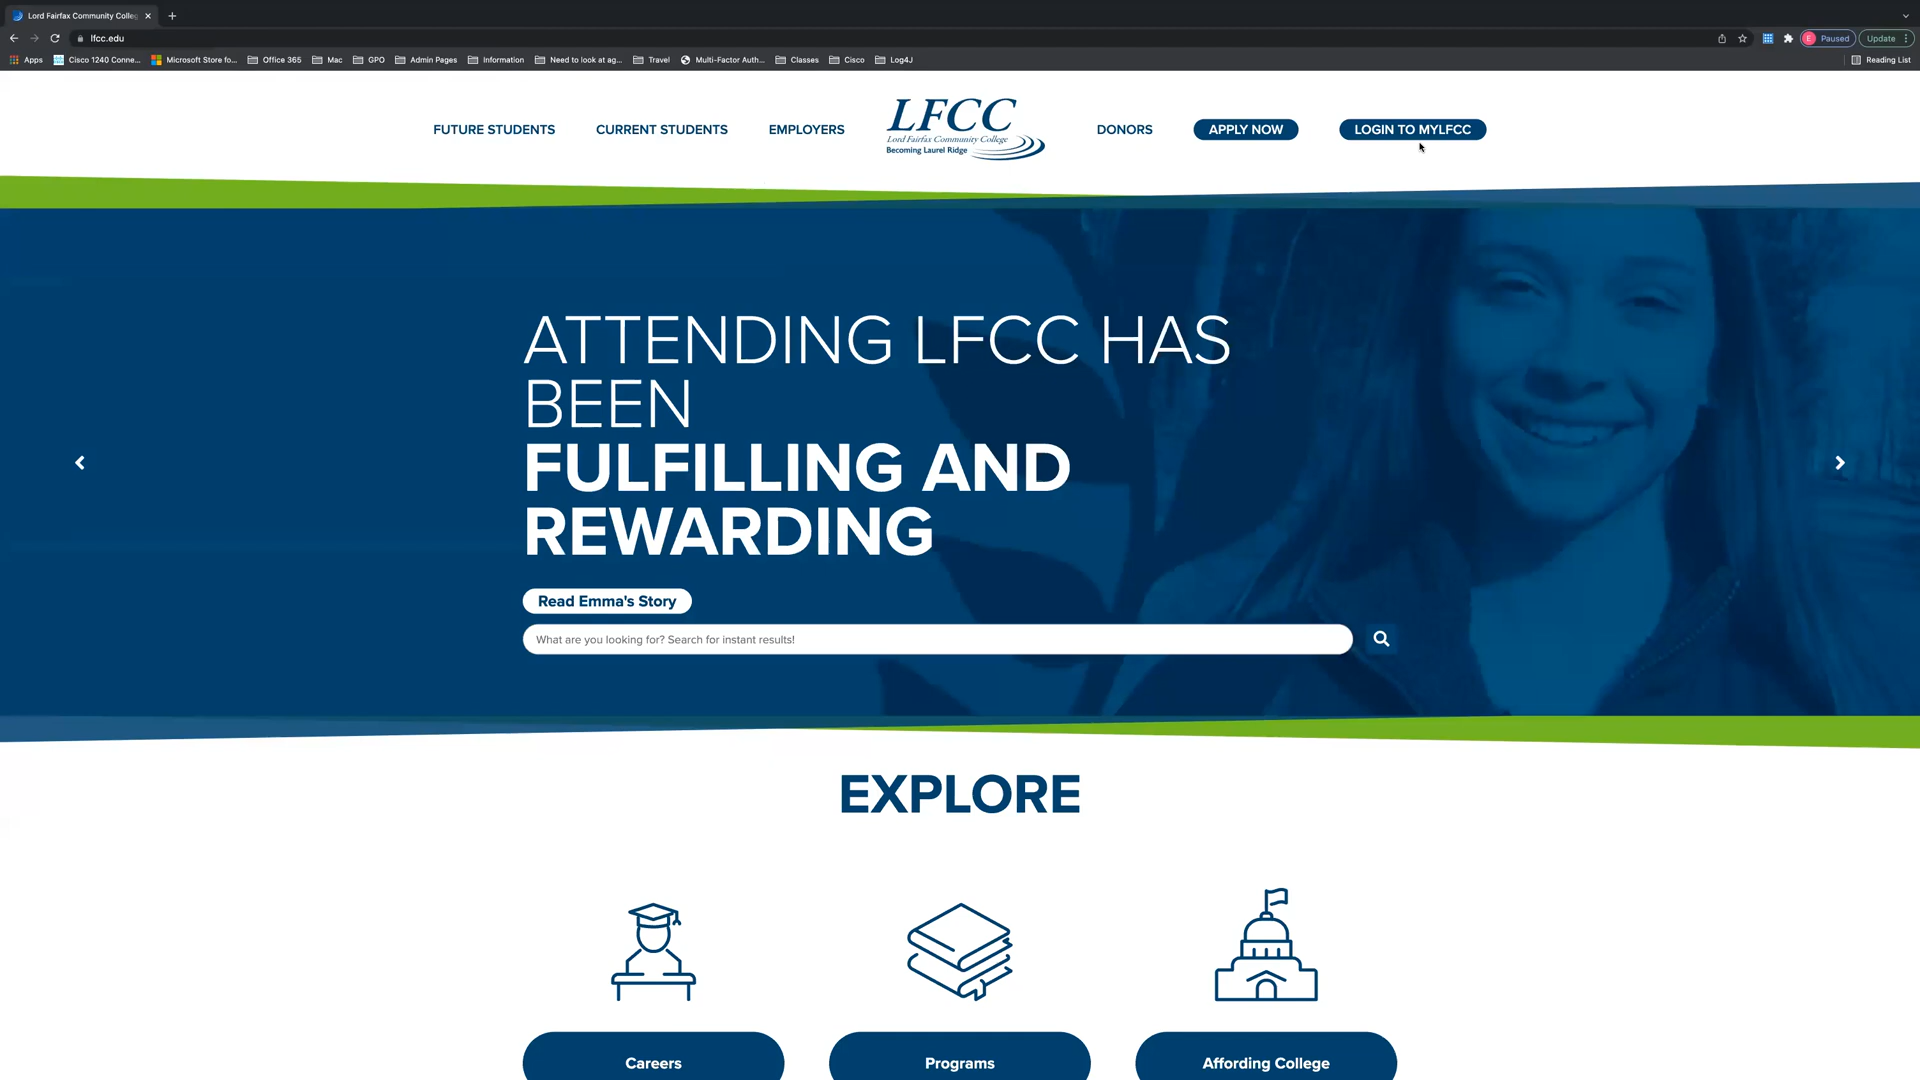 Lord Fairfax Community Colleg
lfcc.edu
E Paused
Update
Apps
Cisco 1240 Conne...
Microsoft Store fo...
Office 365
Mac
GPO
Admin Pages
Information
Need to look at ag...
Travel
Multi-Factor Auth...
Classes
Cisco
Log4J
Reading List
FUTURE STUDENTS
CURRENT STUDENTS
EMPLOYERS
LFCC
Lord Fairfax Community College
Becoming Laurel Ridge
DONORS
APPLY NOW
LOGIN TO MYLFCC
ATTENDING LFCC HAS
BEEN
FULFILLING AND
REWARDING
Read Emma's Story
What are you looking for? Search for instant results!
EXPLORE
Careers
Programs
Affording College